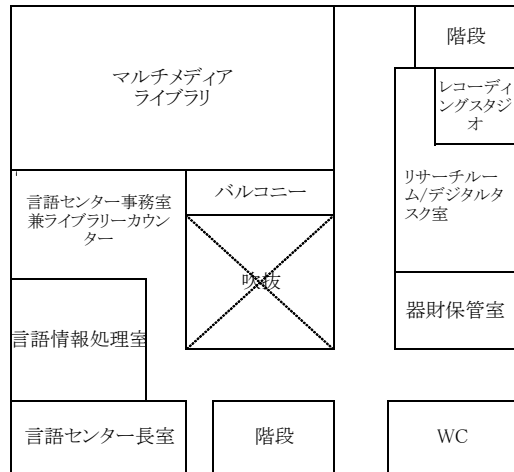 階段
マルチメディア
ライブラリ
レコーディ
ングスタジ
オ
リサーチルー
ム/デジタルタ
スク室
バルコニー
言語センター事務室
兼ライブラリーカウン
ター
吹抜
器財保管室
言語情報処理室
言語センター長室
階段
WC